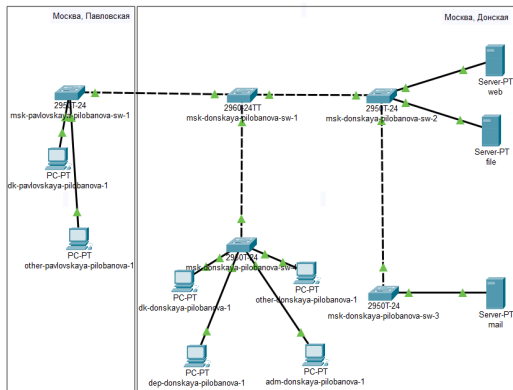 Москва, Павловская
Москва, Донская
2950T-24
msk-pavlovskaya-pilobanova-sw-1
PC-PT
dk-pavlovskaya-pilobanova-1
PC-PT
other-pavlovskaya-pilobanova-1
2960-24TT
msk-donskaya-pilobanova-sw-1
2950T-24
msk-donskaya-pilobanova-sw-2
Server-PT
web
Server-PT
file
2950T-24
msk-donskaya-pilobanova-sw-
PC-PT
dk-donskaya-pilobanova-1
PC-PT
other-donskaya-pilobanova-1
2950T-24
msk-donskaya-pilobanova-sw-3
Server-PT
mail
PC-PT
dep-donskaya-pilobanova-1
PC-PT
adm-donskaya-pilobanova-1